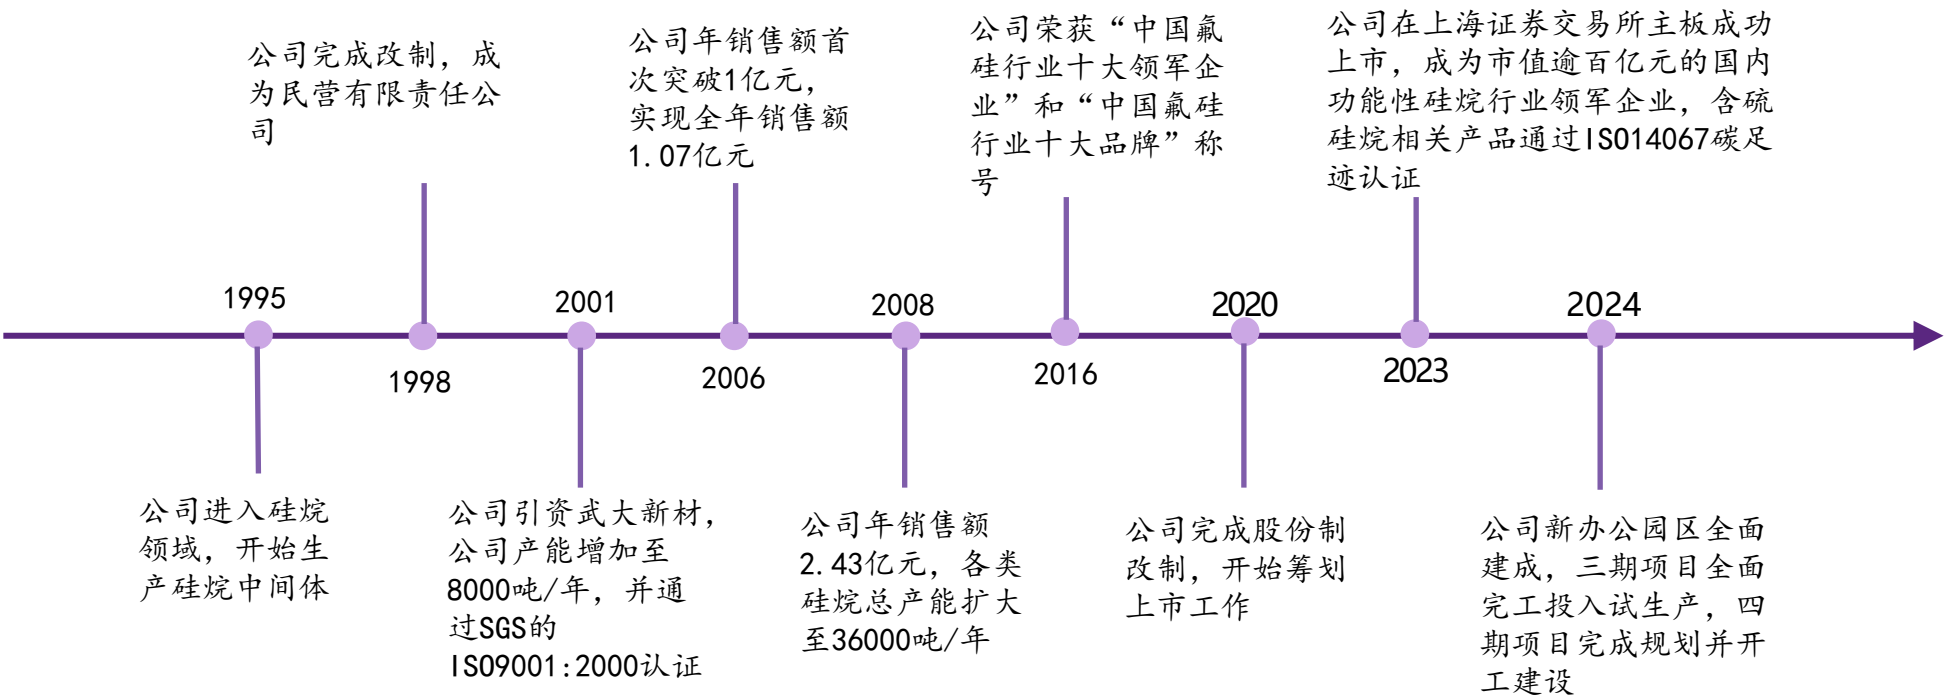 1995
公司进入硅烷
领域，开始生
产硅烷中间体
公司完成改制，成
为民营有限责任公
司
1998
2001
公司引资武大新材，
公司产能增加至
8000吨/年，并通
过SGS的
ISO9001:2000认证
公司年销售额首
次突破1亿元，
实现全年销售额
1.07亿元
2006
2008
公司年销售额
2.43亿元，各类
硅烷总产能扩大
至36000吨/年
公司荣获“中国氟
硅行业十大领军企
业”和“中国氟硅
行业十大品牌”称
号
2016
2020
公司完成股份制
改制，开始筹划
上市工作
公司在上海证券交易所主板成功
上市，成为市值逾百亿元的国内
功能性硅烷行业领军企业，含硫
硅烷相关产品通过ISO14067碳足
迹认证
2023
2024
公司新办公园区全面
建成，三期项目全面
完工投入试生产，四
期项目完成规划并开
工建设